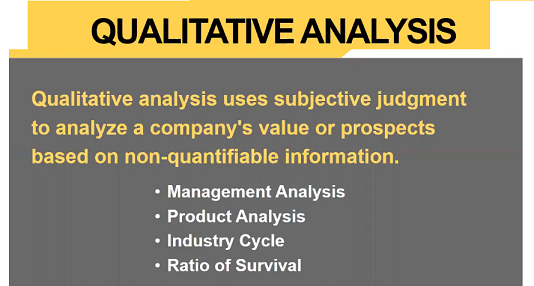 QUALITATIVE ANALYSIS
Qualitative analysis uses subjective judgment
to analyze a company's value or prospects
based on non-quantifiable information.
• Management Analysis
• Product Analysis
• Industry Cycle
• Ratio of Survival